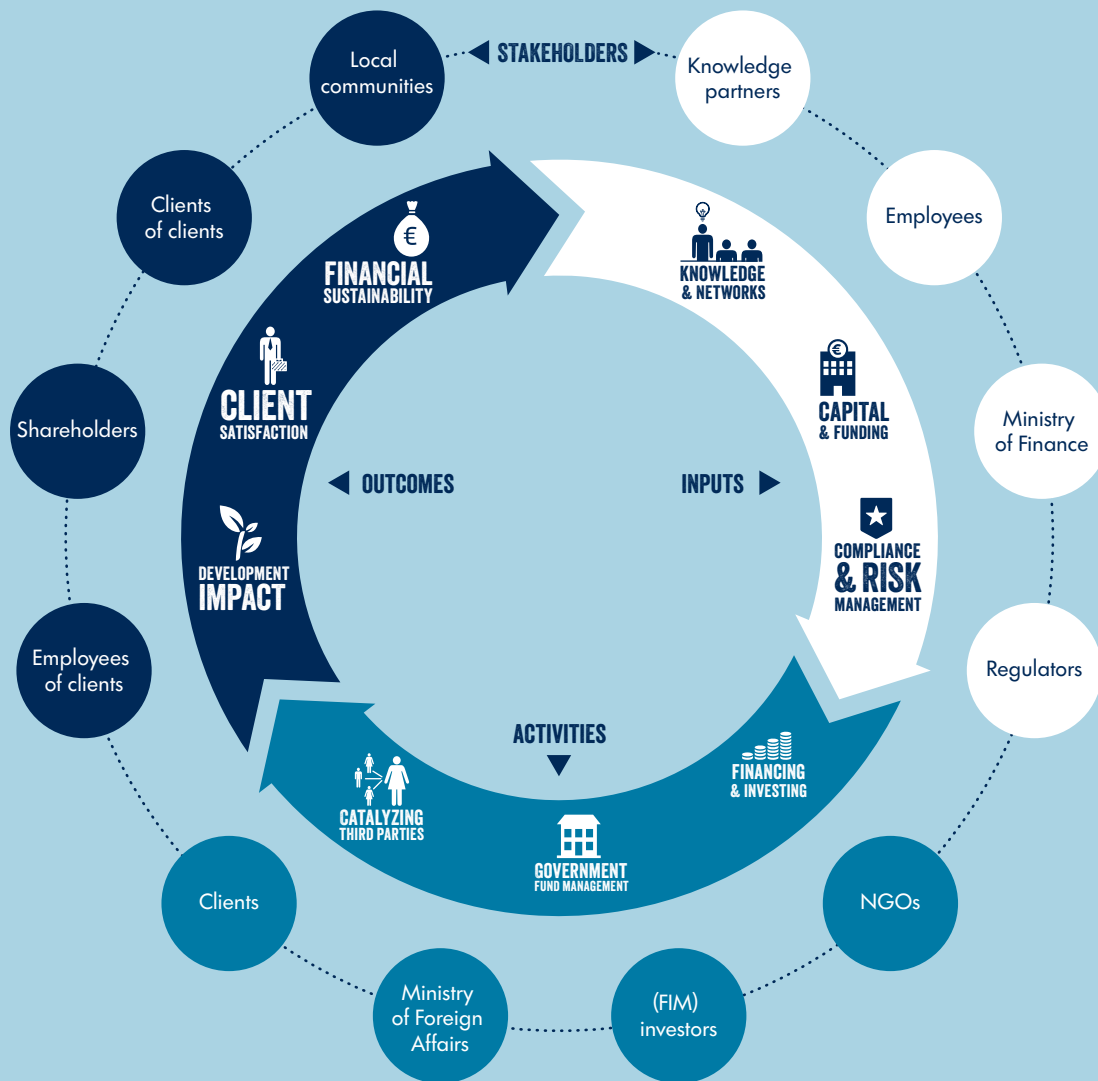 STAKEHOLDERS
Local
communities
Knowledge
partners
Clients
of clients
Employees
Shareholders
Ministry
of Finance
Employees
of clients
Regulators
Clients
NGOs
Ministry
of Foreign
Affairs
(FIM)
investors
€
FINANCIAL
SUSTAINABILITY
CLIENT
SATISFACTION
DEVELOPMENT
IMPACT
OUTCOMES
INPUTS
KNOWLEDGE
& NETWORKS
€
CAPITAL
& FUNDING
COMPLIANCE
& RISK
MANAGEMENT
ACTIVITIES
FINANCING
& INVESTING
GOVERNMENT
FUND MANAGEMENT
CATALYZING
THIRD PARTIES